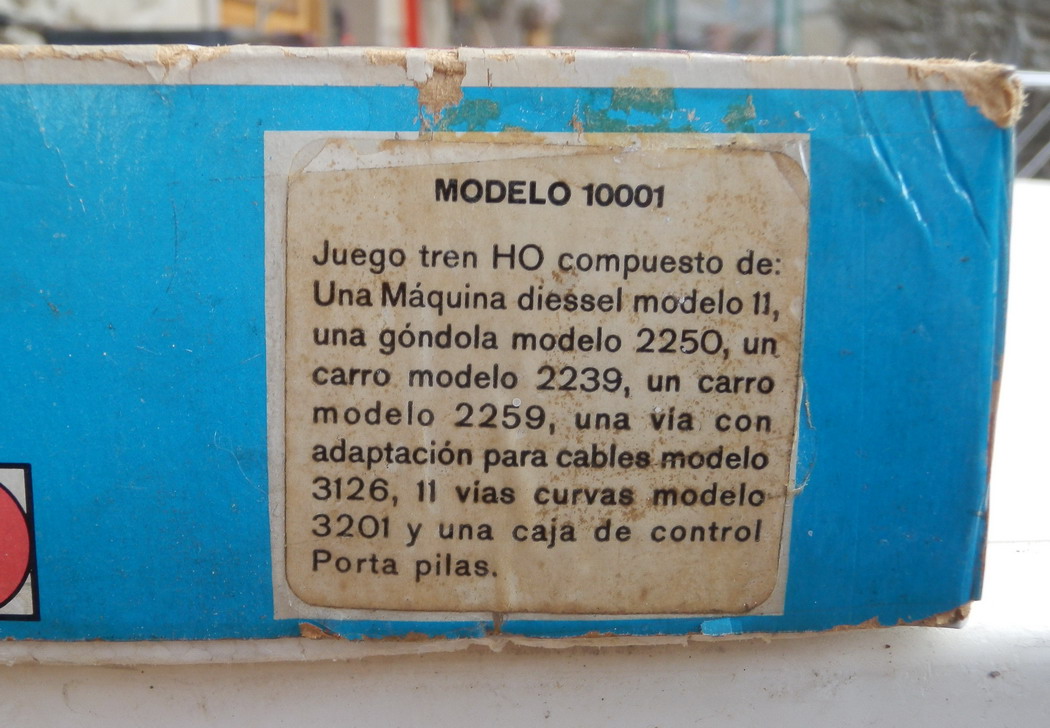 MODELO 10001
Juego tren HO compuesto de:
Una Máquina diessel modelo 11,
una góndola modelo 2250, un
carro modelo 2239, un carro
modelo 2259, una vía con
adaptación para cables modelo
3126, 11 vías curvas modelo
3201 y una caja de control
Porta pilas.